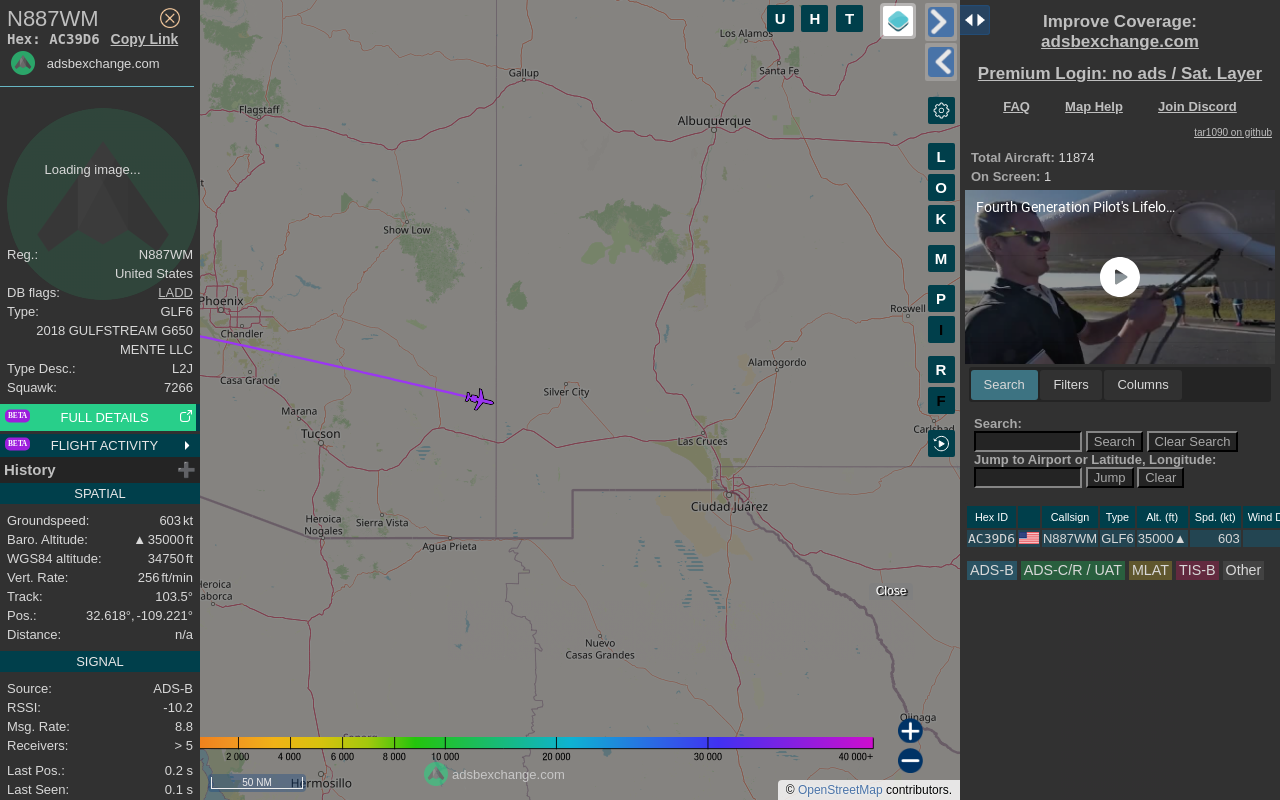 N887WM
Hex: AC39D6 Copy Link
adsbexchange.com
Loading image...
Reg.: N887WM
United States
DB flags: LADD
Type: GLF6
2018 GULFSTREAM G650
MENTE LLC
Type Desc.: L2J
Squawk: 7266
BETA FULL DETAILS
BETA FLIGHT ACTIVITY
History
SPATIAL
Groundspeed: 603 kt
Baro. Altitude: ▲ 35000 ft
WGS84 altitude: 34750 ft
Vert. Rate: 256 ft/min
Track: 103.5°
Pos.: 32.618°, -109.221°
Distance: n/a
SIGNAL
Source: ADS-B
RSSI: -10.2
Msg. Rate: 8.8
Receivers: > 5
Last Pos.: 0.2 s
Last Seen: 0.1 s
U H T
Los Alamos
Santa Fe
Gallup
Flagstaff
Albuquerque
Show Low
Phoenix
Chandler
Roswell
Casa Grande
Alamogordo
Silver City
Marana
Tucson
Las Cruces
Carlsbad
Ciudad Juárez
Heroica
Nogales
Sierra Vista
Agua Prieta
Heroica
Caborca
Close
Nuevo
Casas Grandes
Ojinaga
Sonora
Hermosillo
L
O
K
M
P
I
R
F
2 000 4 000 6 000 8 000 10 000 20 000 30 000 40 000+
50 NM
adsbexchange.com
© OpenStreetMap contributors.
Improve Coverage:
adsbexchange.com
Premium Login: no ads / Sat. Layer
FAQ Map Help Join Discord
tar1090 on github
Total Aircraft: 11874
On Screen: 1
Fourth Generation Pilot's Lifelo...
Search Filters Columns
Search:
Search Clear Search
Jump to Airport or Latitude, Longitude:
Jump Clear
Hex ID Callsign Type Alt. (ft) Spd. (kt) Wind D
AC39D6 N887WM GLF6 35000▲ 603
ADS-B ADS-C/R / UAT MLAT TIS-B Other